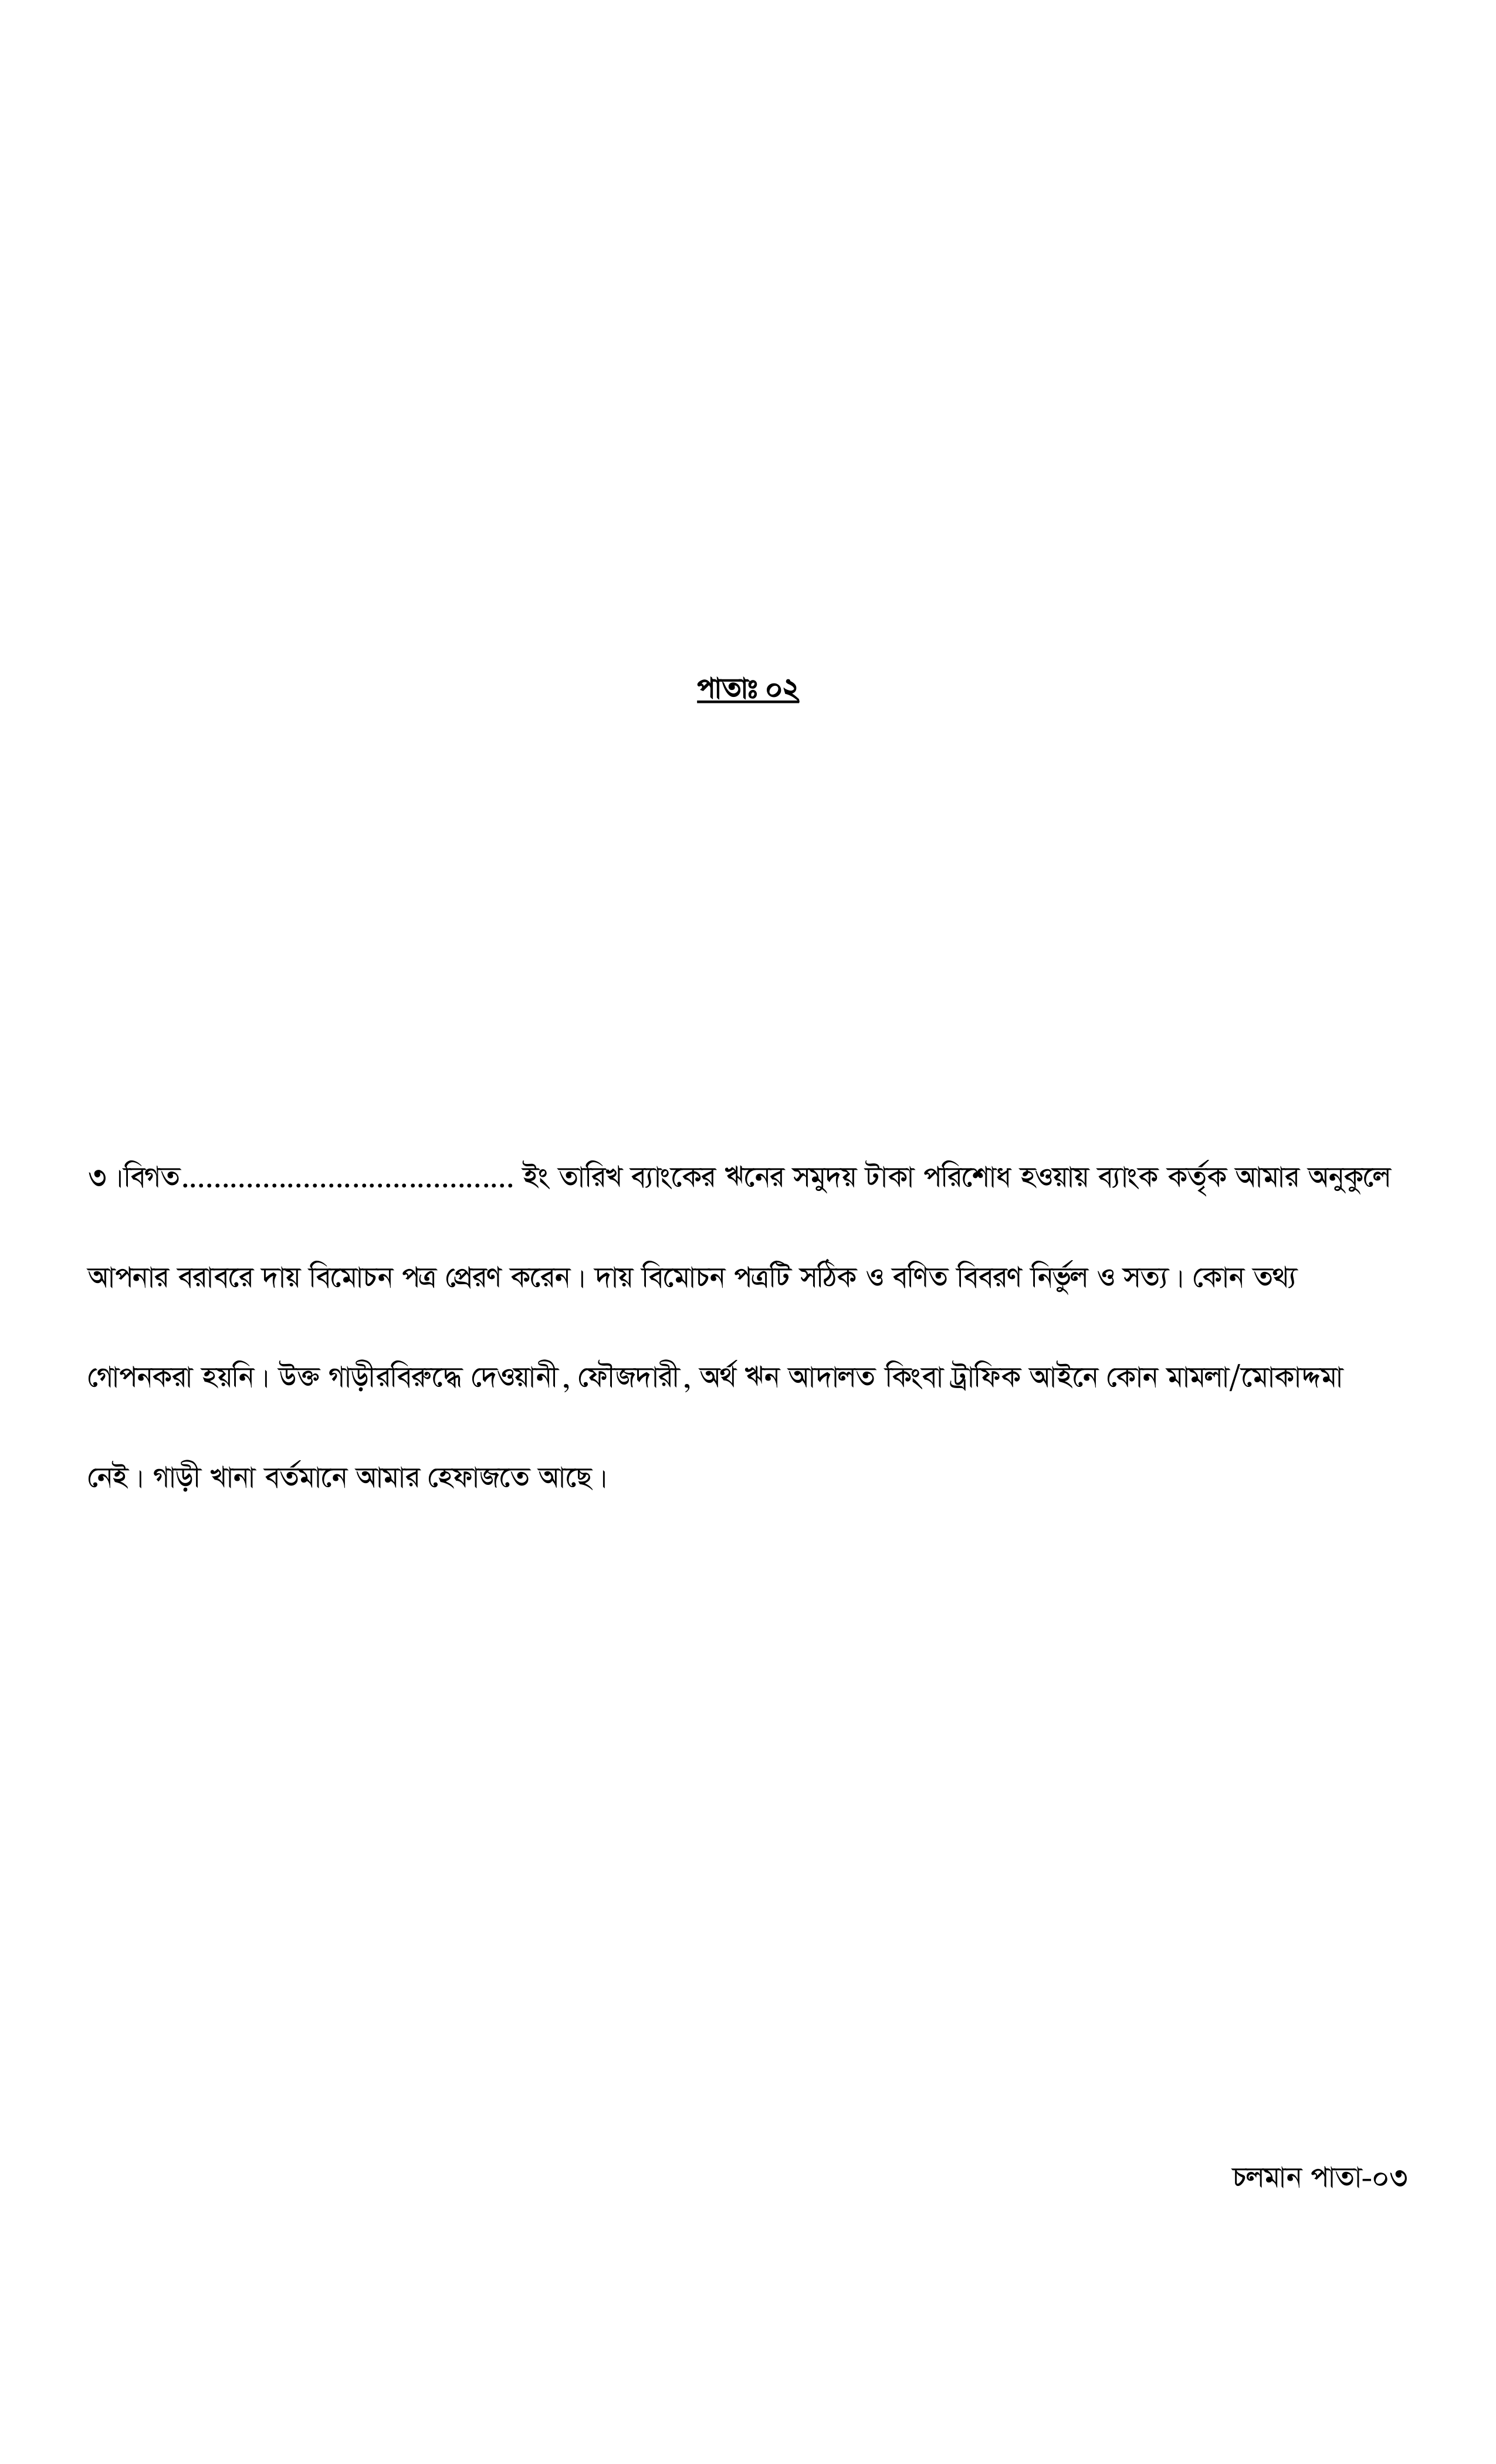 পাতাঃ ০২
৩।বিগত......................................... ইং তারিখ ব্যাংকের ঋনের সমুদয় টাকা পরিশোধ হওয়ায় ব্যাংক কর্তৃক আমার অনুকুলে
আপনার বরাবরে দায় বিমোচন পত্র প্রেরণ করেন। দায় বিমোচন পত্রটি সঠিক ও বণিত বিবরণ নির্ভুল ও সত্য। কোন তথ্য
গোপনকরা হয়নি। উক্ত গাড়ীরবিরুদ্ধে দেওয়ানী, ফৌজদারী, অর্থ ঋন আদালত কিংবা ট্রাফিক আইনে কোন মামলা/মোকাদ্দমা
নেই। গাড়ী খানা বর্তমানে আমার হেফাজতে আছে।
চলমান পাতা-০৩